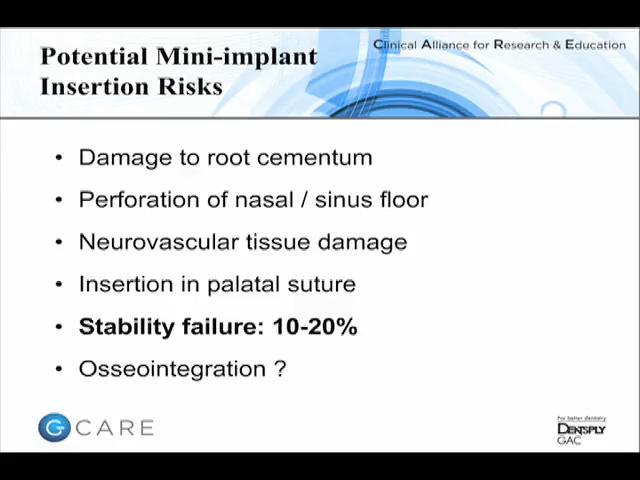 Clinical Alliance for Research & Education
Potential Mini-implant
Insertion Risks
• Damage to root cementum
• Perforation of nasal / sinus floor
• Neurovascular tissue damage
• Insertion in palatal suture
• Stability failure: 10-20%
• Osseointegration ?
G CARE
For better dentistry
DENTSPLY
GAC